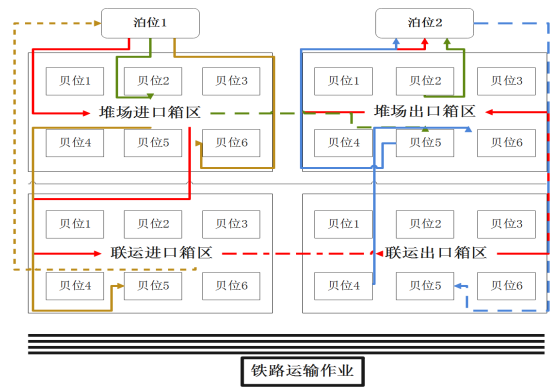 泊位1
泊位2
贝位1 贝位2 贝位3
贝位1 贝位2 贝位3
堆场进口箱区
堆场出口箱区
贝位4 贝位5 贝位6
贝位4 贝位5 贝位6
贝位1 贝位2 贝位3
贝位1 贝位2 贝位3
联运进口箱区
联运出口箱区
贝位4 贝位5 贝位6
贝位4 贝位5 贝位6
铁路运输作业